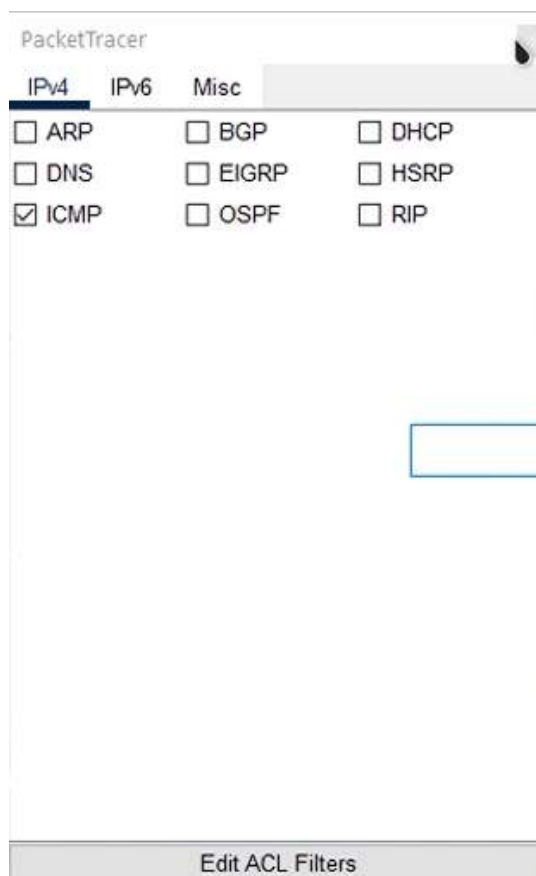 PacketTracer
IPv4 IPv6 Misc
ARP BGP DHCP
DNS EIGRP HSRP
ICMP OSPF RIP
Edit ACL Filters